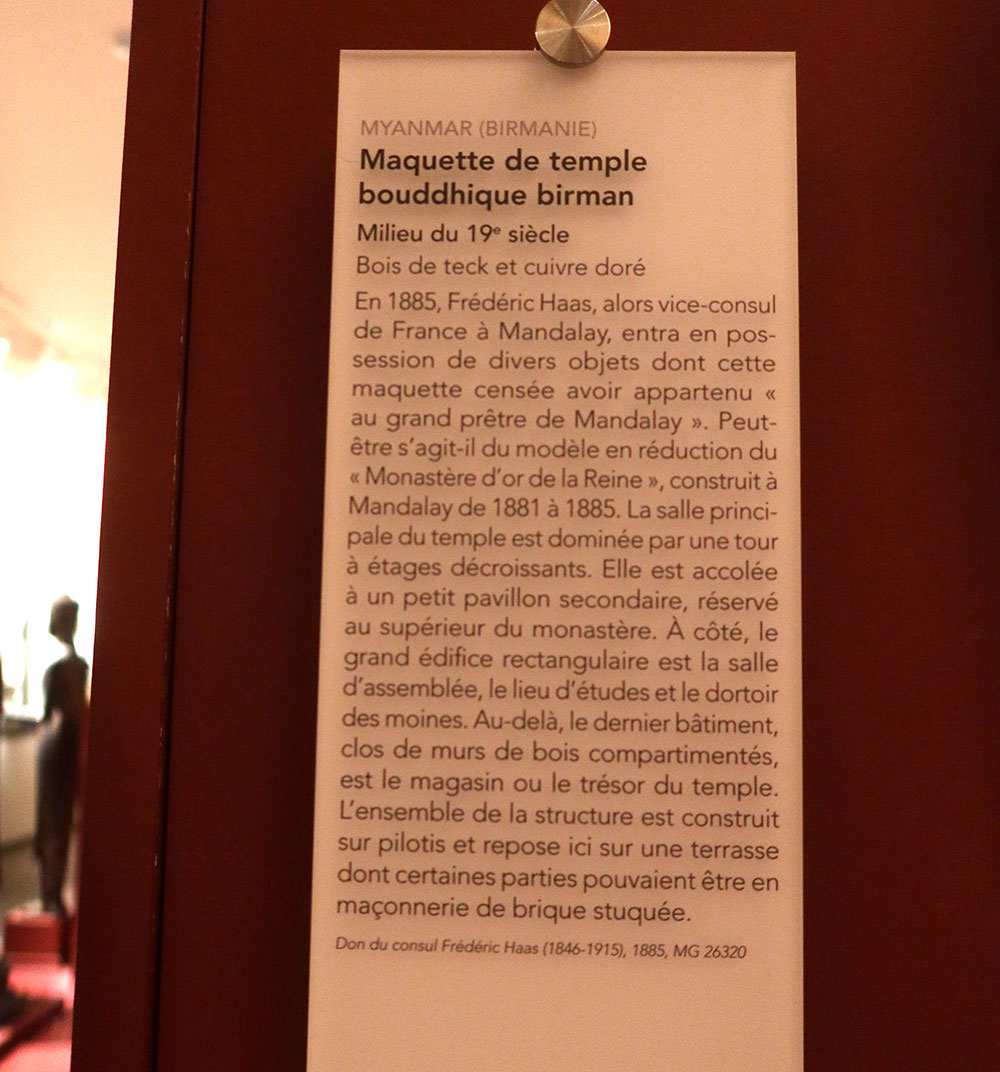 MYANMAR (BIRMANIE)
Maquette de temple
bouddhique birman
Milieu du 19e siècle
Bois de teck et cuivre doré
En 1885, Frédéric Haas, alors vice-consul
de France à Mandalay, entra en pos-
session de divers objets dont cette
maquette censée avoir appartenu «
au grand prêtre de Mandalay ». Peut-
être s'agit-il du modèle en réduction du
« Monastère d'or de la Reine », construit à
Mandalay de 1881 à 1885. La salle princi-
pale du temple est dominée par une tour
à étages décroissants. Elle est accolée
à un petit pavillon secondaire, réservé
au supérieur du monastère. À côté, le
grand édifice rectangulaire est la salle
d'assemblée, le lieu d'études et le dortoir
des moines. Au-delà, le dernier bâtiment,
clos de murs de bois compartimentés,
est le magasin ou le trésor du temple.
L'ensemble de la structure est construit
sur pilotis et repose ici sur une terrasse
dont certaines parties pouvaient être en
maçonnerie de brique stuquée.
Don du consul Frédéric Haas (1846-1915), 1885, MG 26320